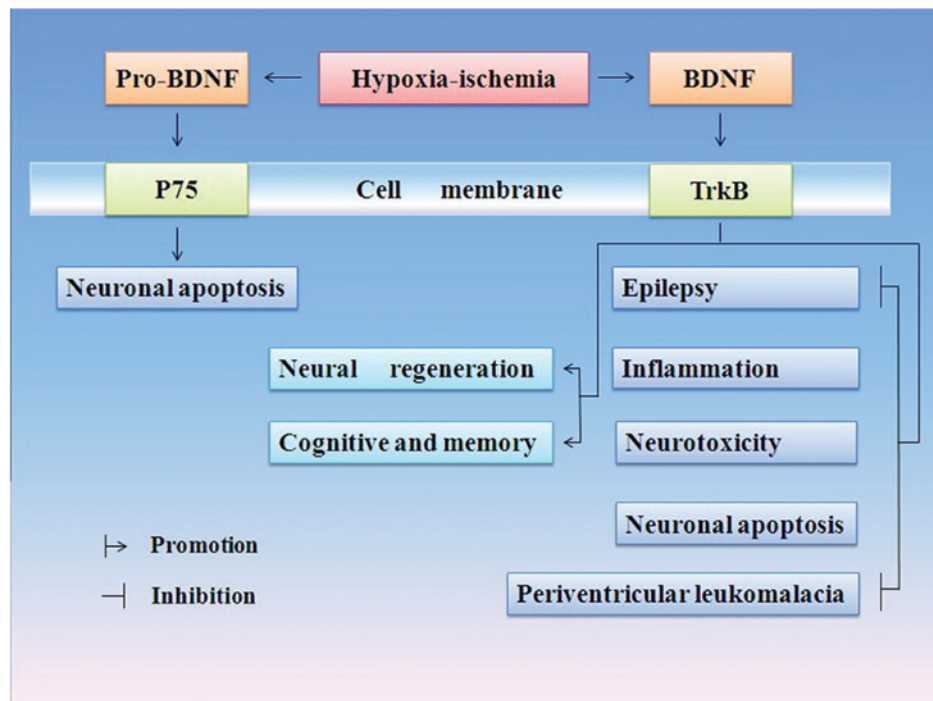 Pro-BDNF
Hypoxia-ischemia
BDNF
P75
Cell membrane
TrkB
Neuronal apoptosis
Epilepsy
Neural regeneration
Inflammation
Cognitive and memory
Neurotoxicity
Neuronal apoptosis
Promotion
Inhibition
Periventricular leukomalacia